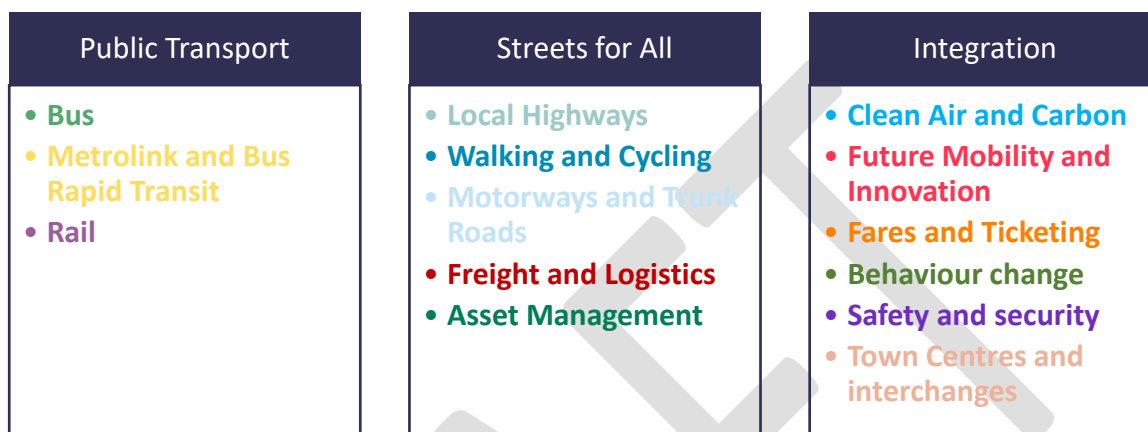 Public Transport
• Bus
• Metrolink and Bus
Rapid Transit
• Rail
Streets for All
• Local Highways
• Walking and Cycling
• Motorways and Trunk
Roads
• Freight and Logistics
• Asset Management
Integration
• Clean Air and Carbon
• Future Mobility and
Innovation
• Fares and Ticketing
• Behaviour change
• Safety and security
• Town Centres and
interchanges